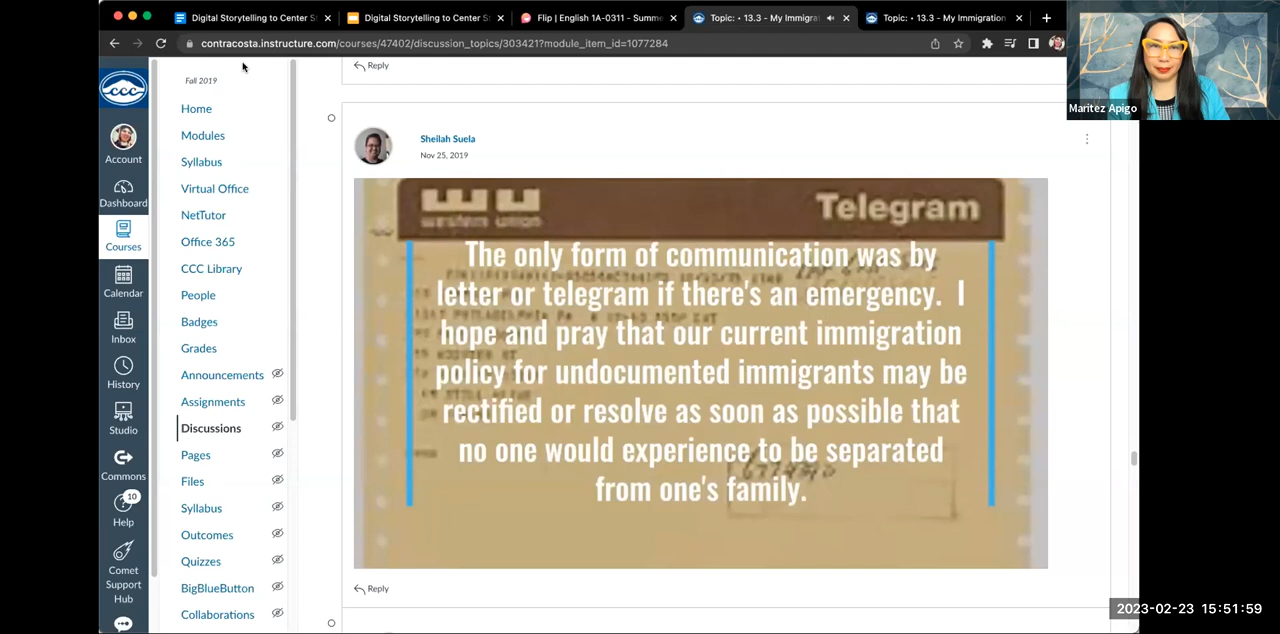 Digital Storytelling to Center S
Digital Storytelling to Center S
Flip | English 1A-0311 - Summe
Topic: • 13.3 - My Immigrat
Topic: • 13.3 - My Immigration
contracosta.instructure.com/courses/47402/discussion_topics/303421?module_item_id=1077284
Maritez Apigo
CCC
Account
Dashboard
Courses
Calendar
Inbox
History
Studio
Commons
10
Help
Comet
Support
Hub
Fall 2019
Home
Modules
Syllabus
Virtual Office
NetTutor
Office 365
CCC Library
People
Badges
Grades
Announcements
Assignments
Discussions
Pages
Files
Syllabus
Outcomes
Quizzes
BigBlueButton
Collaborations
Reply
Sheilah Suela
Nov 25, 2019
western union
Telegram
The only form of communication was by
letter or telegram if there's an emergency. I
hope and pray that our current immigration
policy for undocumented immigrants may be
rectified or resolve as soon as possible that
no one would experience to be separated
from one's family.
Reply
2023-02-23 15:51:59